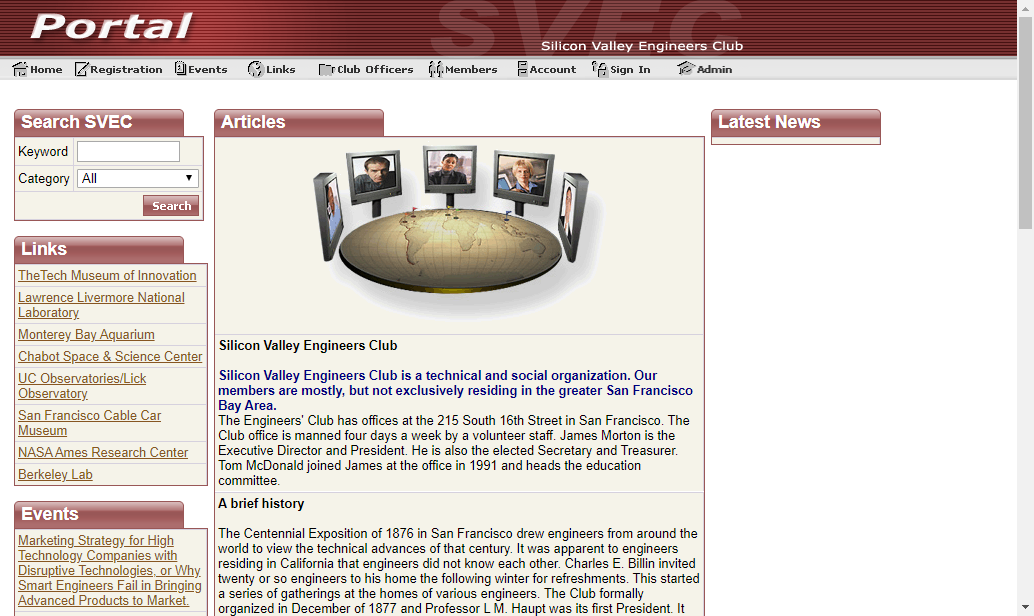 Portal
SVEC
Silicon Valley Engineers Club
Home Registration Events Links Club Officers Members Account Sign In Admin
Search SVEC
Keyword
Category All
Search
Links
TheTech Museum of Innovation
Lawrence Livermore National
Laboratory
Monterey Bay Aquarium
Chabot Space & Science Center
UC Observatories/Lick
Observatory
San Francisco Cable Car
Museum
NASA Ames Research Center
Berkeley Lab
Events
Marketing Strategy for High
Technology Companies with
Disruptive Technologies, or Why
Smart Engineers Fail in Bringing
Advanced Products to Market.
Articles
Silicon Valley Engineers Club
Silicon Valley Engineers Club is a technical and social organization. Our
members are mostly, but not exclusively residing in the greater San Francisco
Bay Area.
The Engineers' Club has offices at the 215 South 16th Street in San Francisco. The
Club office is manned four days a week by a volunteer staff. James Morton is the
Executive Director and President. He is also the elected Secretary and Treasurer.
Tom McDonald joined James at the office in 1991 and heads the education
committee.
A brief history
The Centennial Exposition of 1876 in San Francisco drew engineers from around the
world to view the technical advances of that century. It was apparent to engineers
residing in California that engineers did not know each other. Charles E. Billin invited
twenty or so engineers to his home the following winter for refreshments. This started
a series of gatherings at the homes of various engineers. The Club formally
organized in December of 1877 and Professor L M. Haupt was its first President. It
Latest News